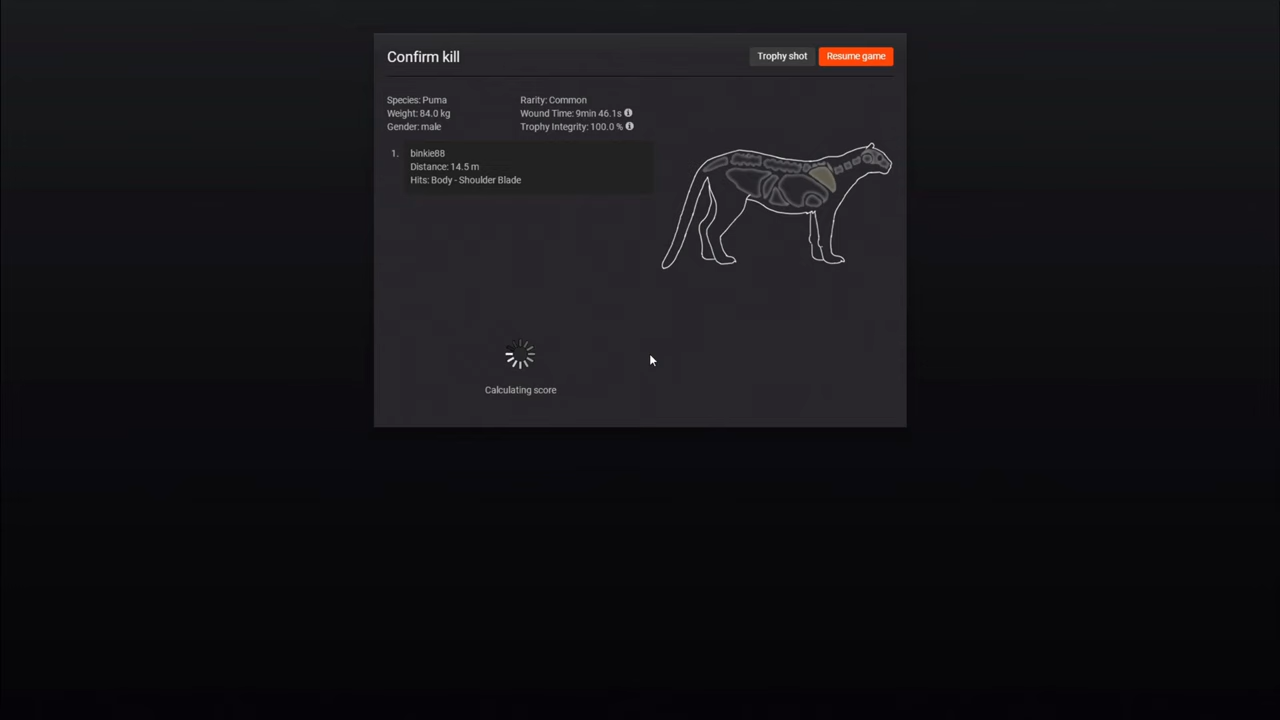 Confirm kill
Trophy shot
Resume game
Species: Puma
Weight: 84.0 kg
Gender: male
Rarity: Common
Wound Time: 9min 46.1s
Trophy Integrity: 100.0 %
1.
binkie88
Distance: 14.5 m
Hits: Body - Shoulder Blade
Calculating score